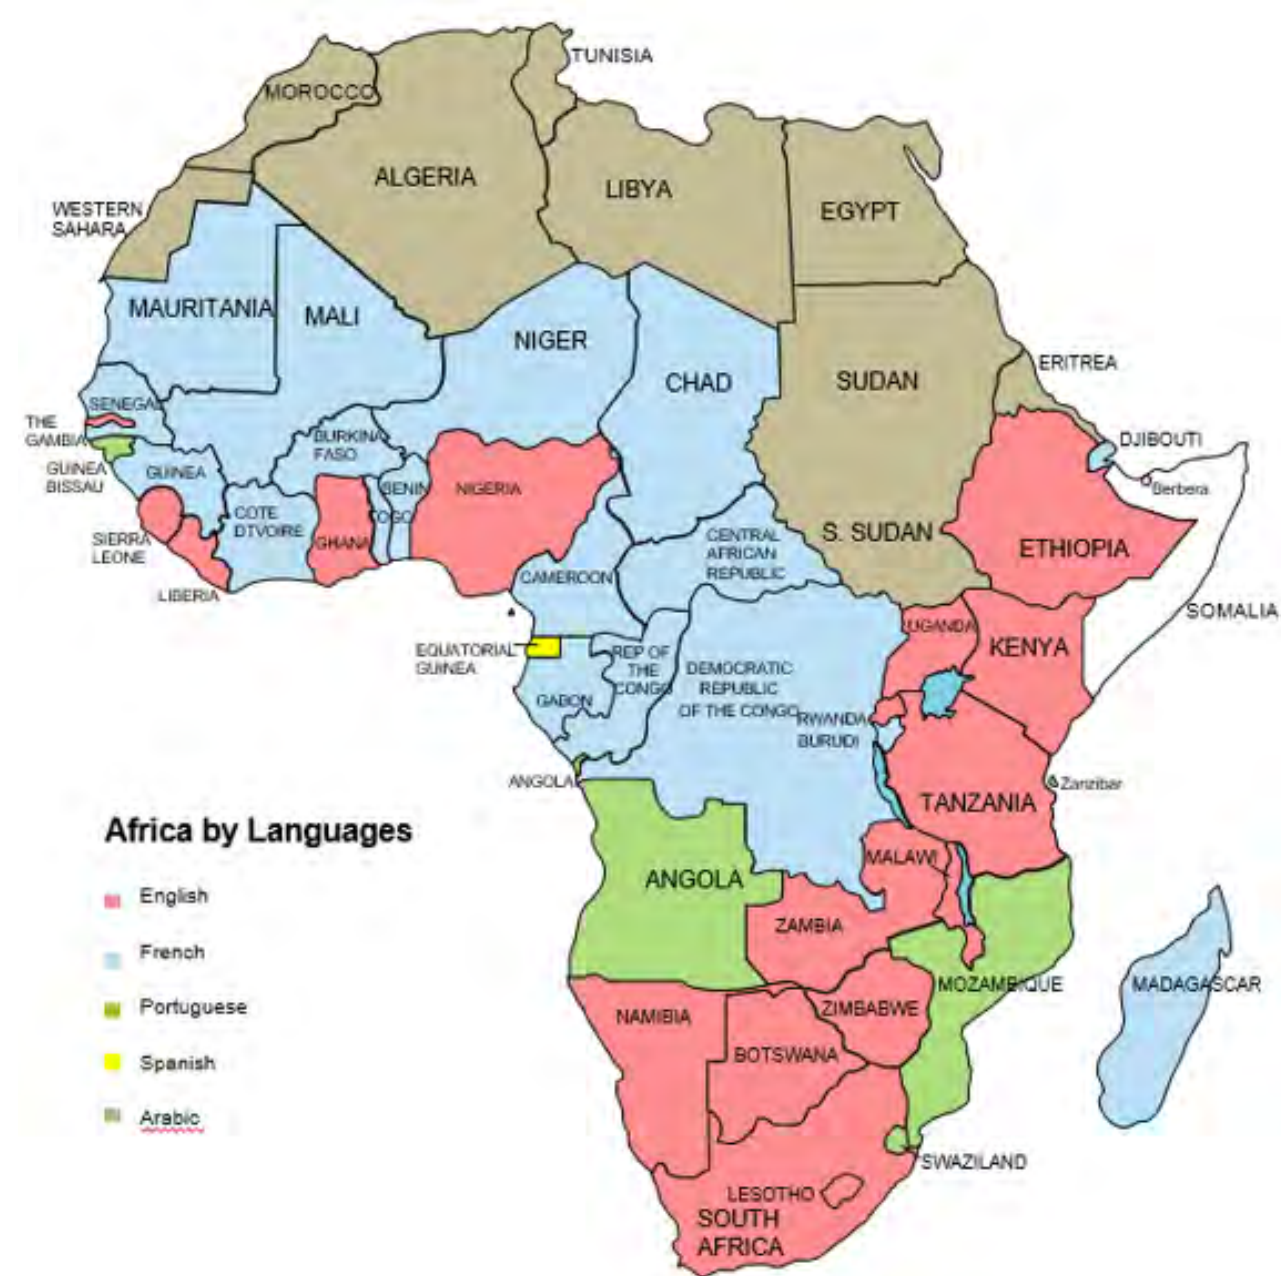 TUNISIA
MOROCCO
ALGERIA
LIBYA
EGYPT
WESTERN
SAHARA
MAURITANIA
MALI
NIGER
CHAD
SUDAN
ERITREA
SENEGAL
THE
GAMBIA
BURKINA
FASO
DJIBOUTI
GUINEA
BISSAU
GUINEA
BENIN
NIGERIA
Berbera
COTE
DTVOIRE
TOGO
GHANA
SIERRA
LEONE
CENTRAL
AFRICAN
REPUBLIC
S. SUDAN
ETHIOPIA
CAMEROON
LIBERIA
SOMALIA
UGANDA
KENYA
EQUATORIAL
GUINEA
REP OF
THE
CONGO
DEMOCRATIC
REPUBLIC
OF THE CONGO
GABON
RWANDA
BURUDI
ANGOLA
Zanzibar
TANZANIA
Africa by Languages
English
French
Portuguese
Spanish
Arabic
MALAWI
ANGOLA
ZAMBIA
MOZAMBIQUE
MADAGASCAR
NAMIBIA
ZIMBABWE
BOTSWANA
SWAZILAND
LESOTHO
SOUTH
AFRICA